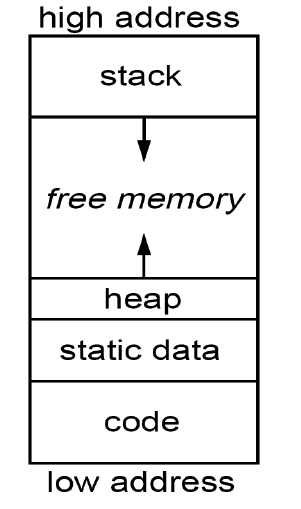 high address
stack
free memory
heap
static data
code
low address